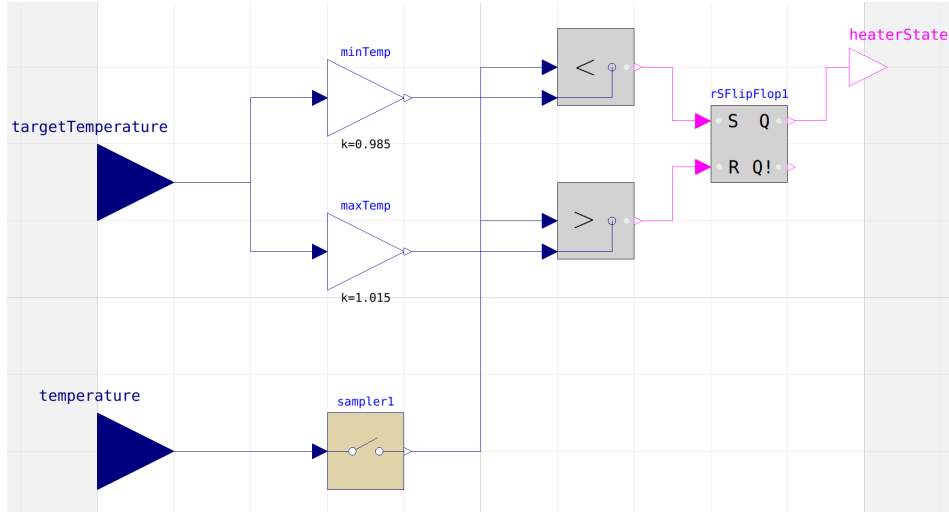 heaterState
minTemp
<
rSFlipFlop1
targetTemperature
S Q
k=0.985
R Q!
maxTemp
>
k=1.015
temperature
sampler1